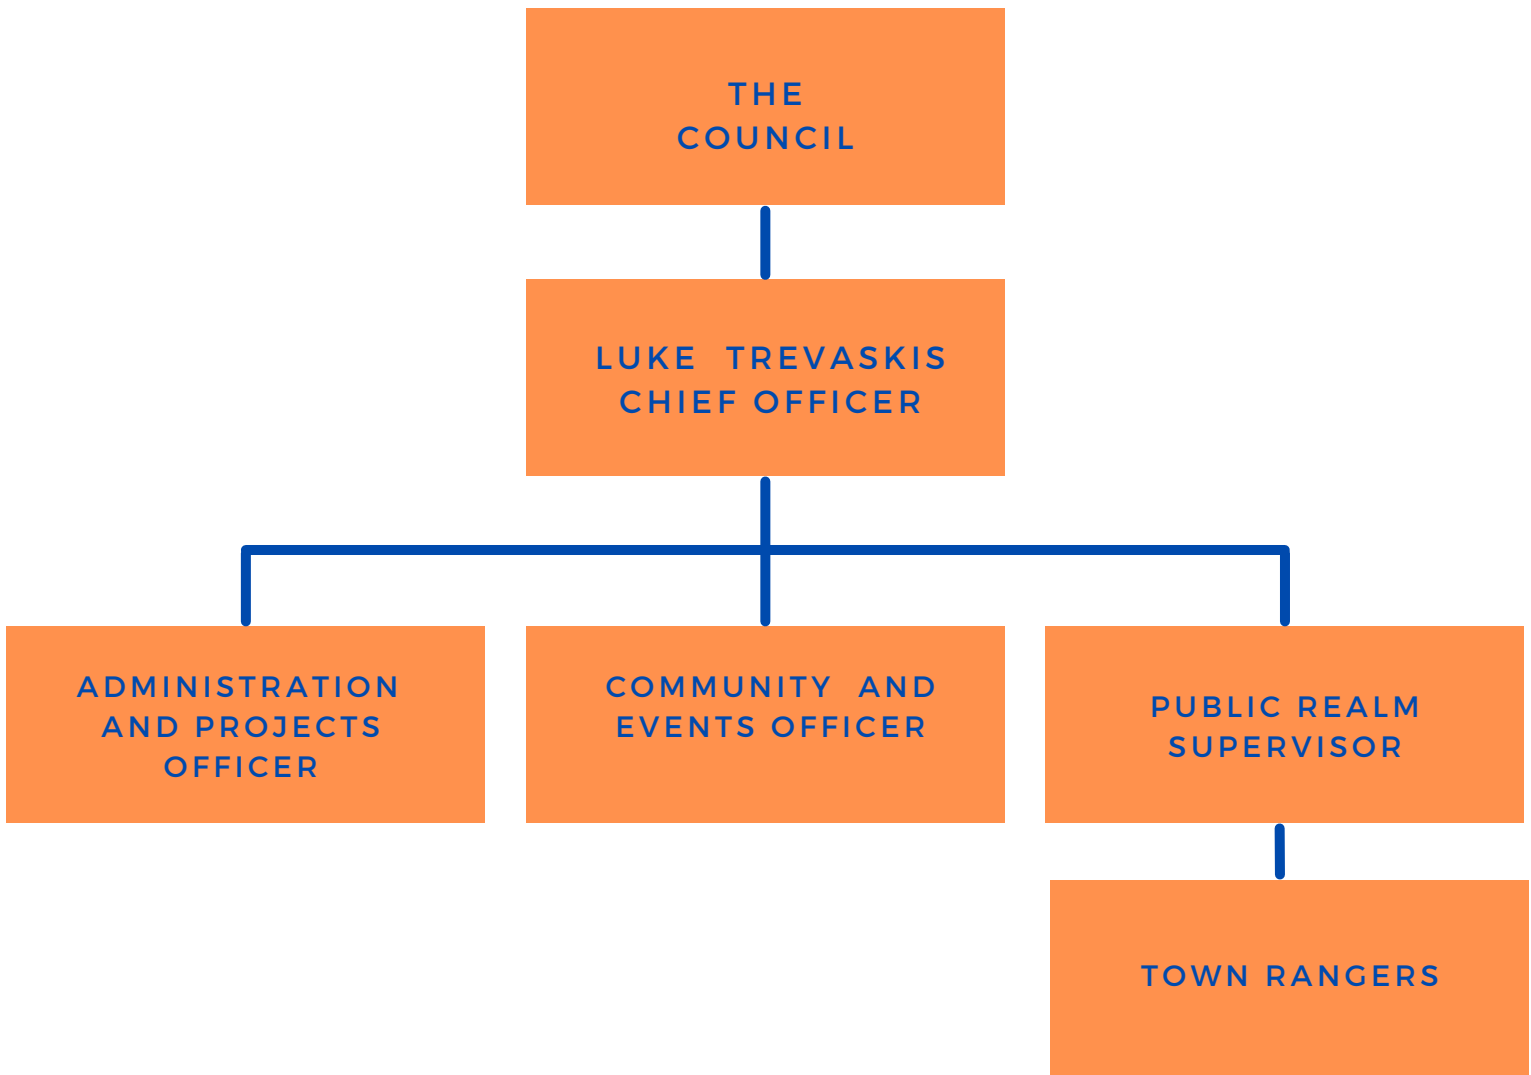 THE
COUNCIL
LUKE TREVASKIS
CHIEF OFFICER
ADMINISTRATION
AND PROJECTS
OFFICER
COMMUNITY AND
EVENTS OFFICER
PUBLIC REALM
SUPERVISOR
TOWN RANGERS